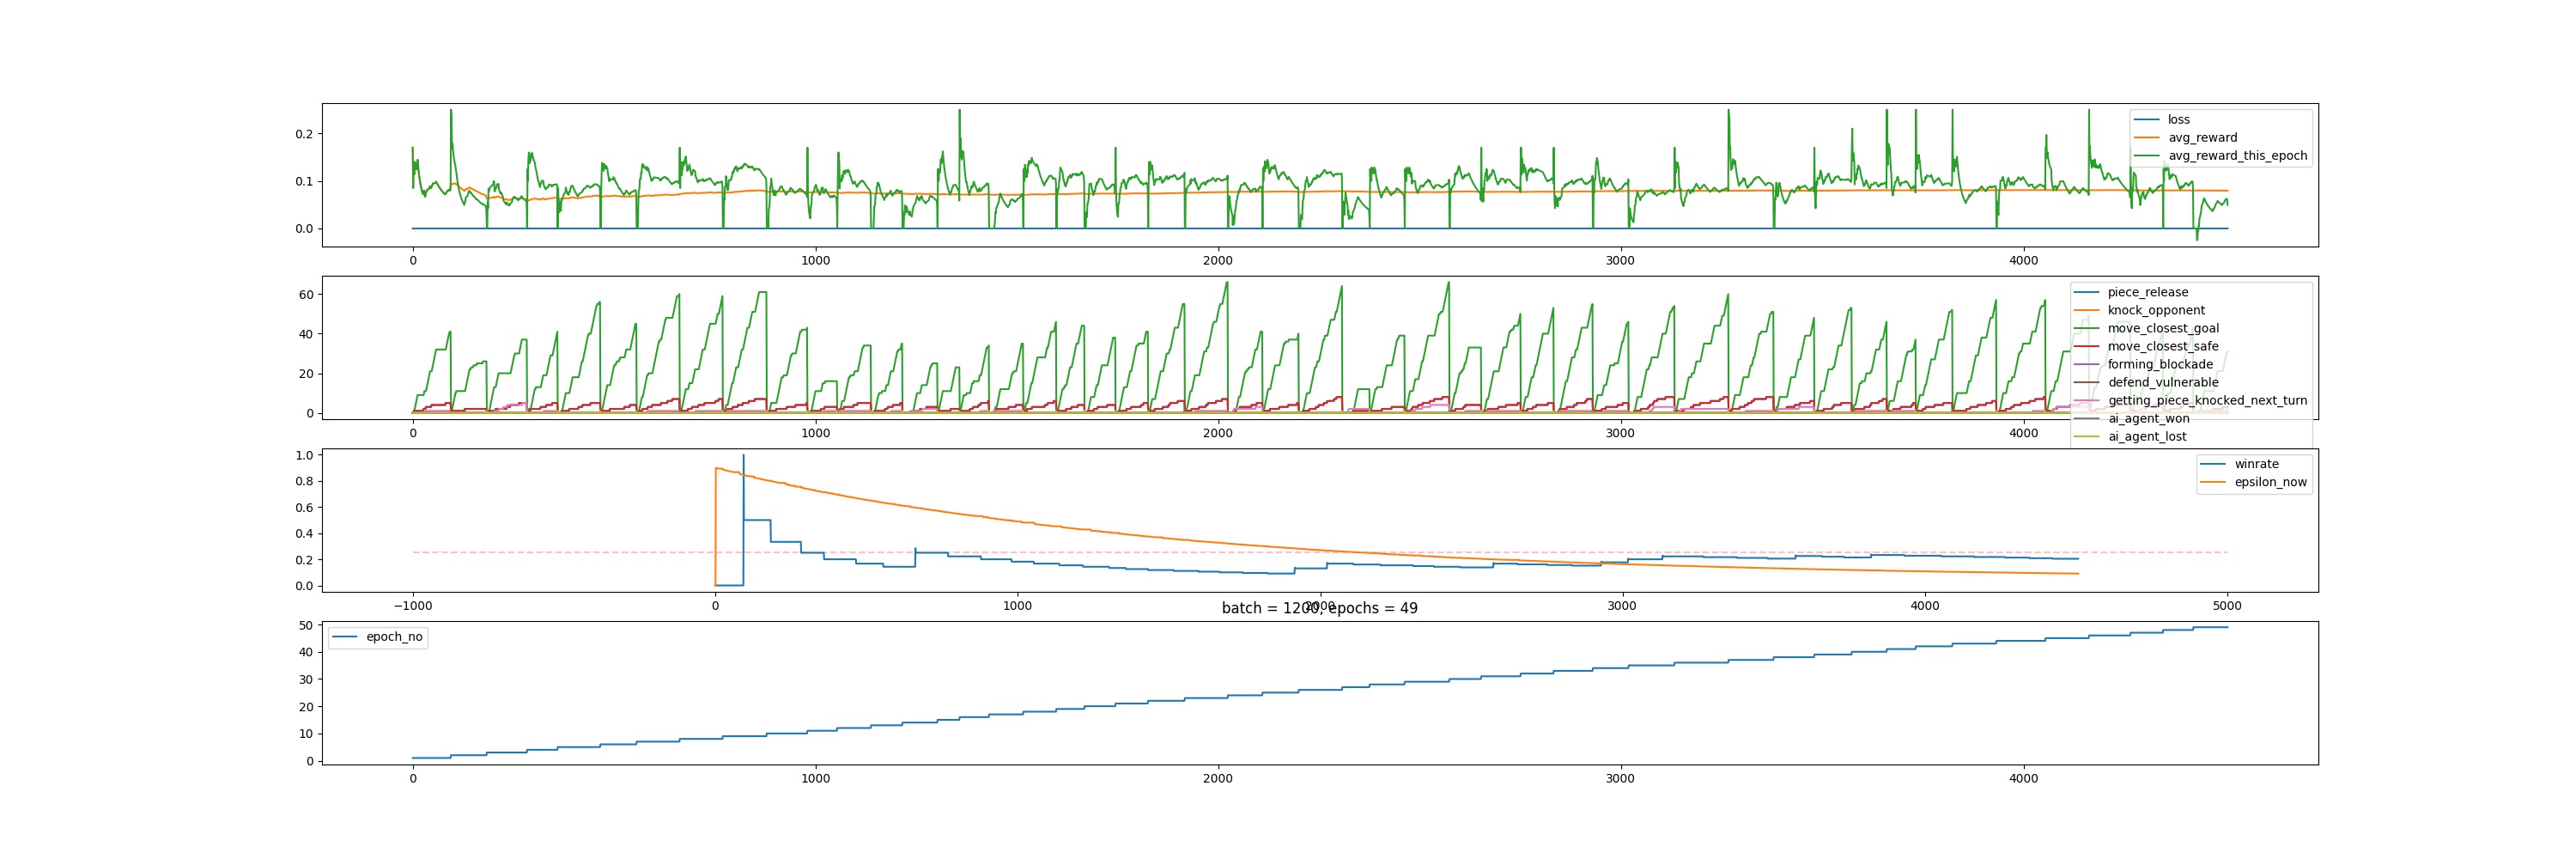 0.2
0.1
0.0
loss
avg_reward
avg_reward_this_epoch
0 1000 2000 3000 4000
60
40
20
0
piece_release
knock_opponent
move_closest_goal
move_closest_safe
forming_blockade
defend_vulnerable
getting_piece_knocked_next_turn
ai_agent_won
ai_agent_lost
0 1000 2000 3000 4000
1.0
0.8
0.6
0.4
0.2
0.0
winrate
epsilon_now
−1000 0 1000 2000 3000 4000 5000
batch = 1200, epochs = 49
50
40
30
20
10
0
epoch_no
0 1000 2000 3000 4000